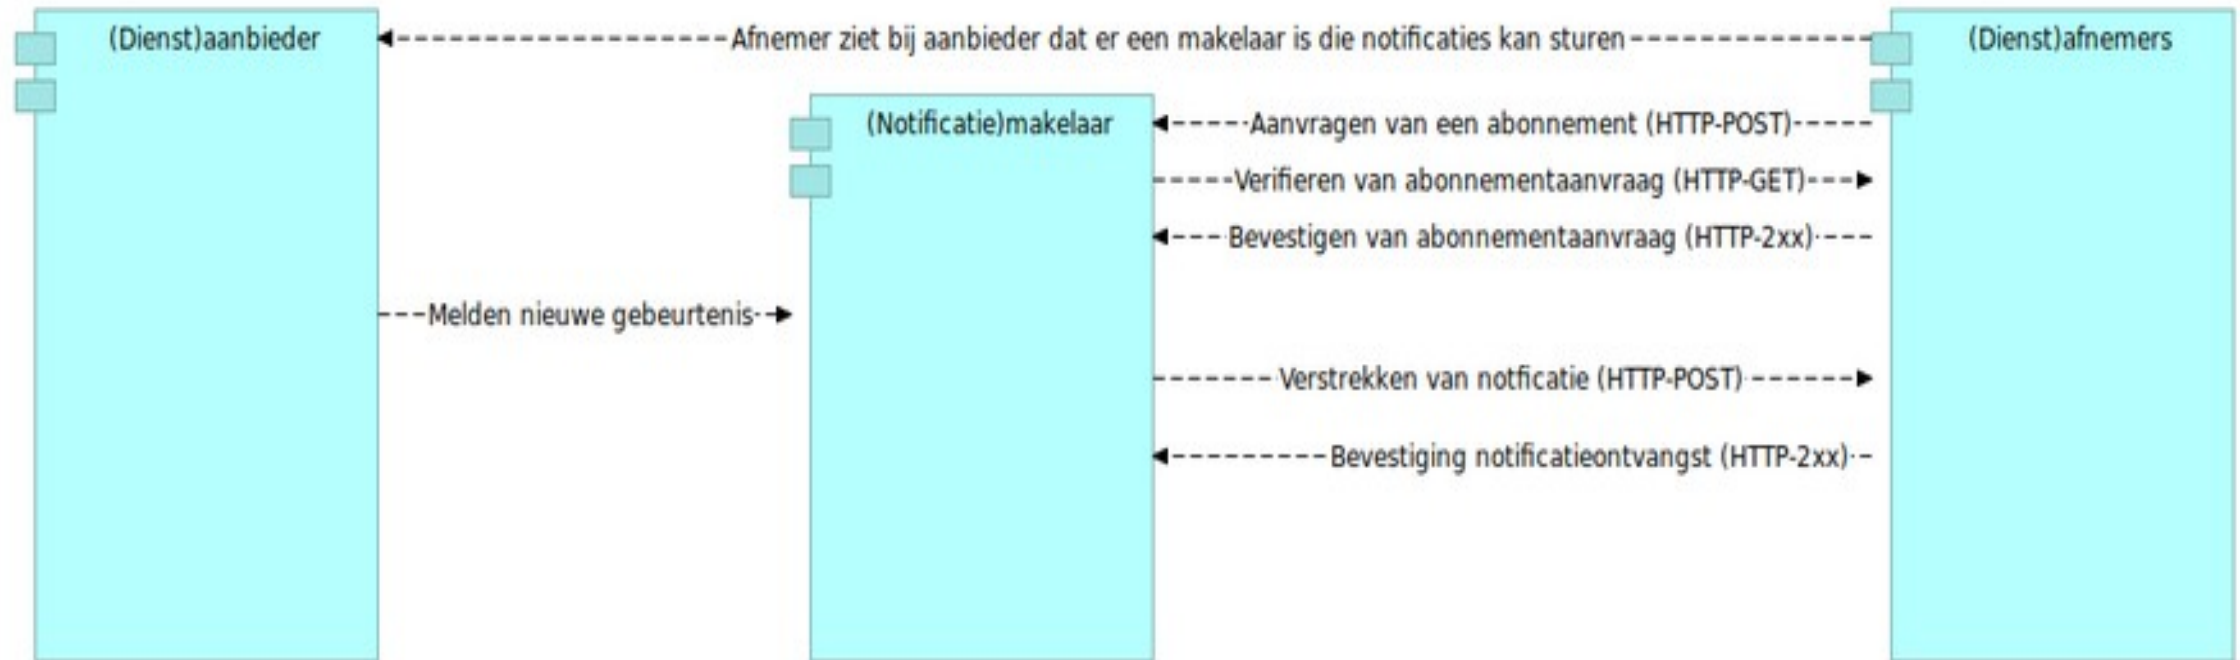 (Dienst)aanbieder
Afnemer ziet bij aanbieder dat er een makelaar is die notificaties kan sturen
(Dienst)afnemers
(Notificatie)makelaar
Aanvragen van een abonnement (HTTP-POST)
Verifieren van abonnementaanvraag (HTTP-GET)
Bevestigen van abonnementaanvraag (HTTP-2xx)
Melden nieuwe gebeurtenis
Verstrekken van notficatie (HTTP-POST)
Bevestiging notificatieontvangst (HTTP-2xx)